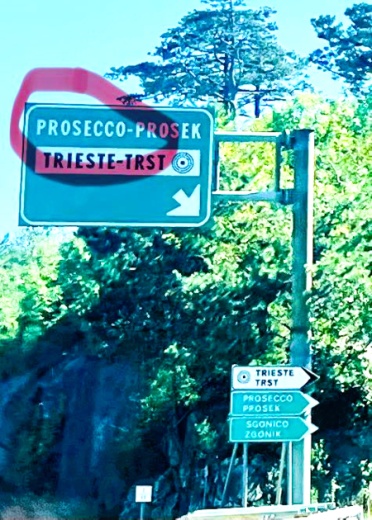 PROSECCO-PROSEK
TRIESTE-TRST
TRIESTE
TRST
PROSECCO
PROSEK
SGONICO
ZGONIK